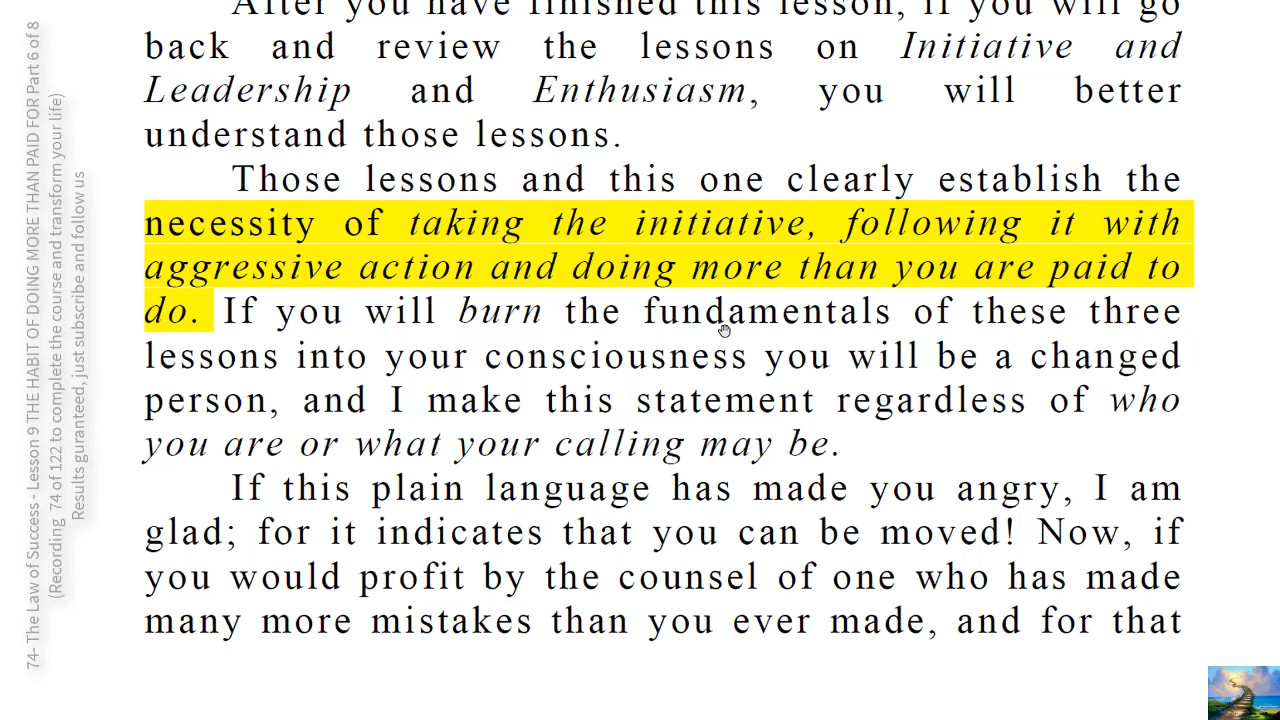 After you have finished this lesson, if you will go
back and review the lessons on Initiative and
Leadership and Enthusiasm, you will better
understand those lessons.
Those lessons and this one clearly establish the
necessity of taking the initiative, following it with
aggressive action and doing more than you are paid to
do. If you will burn the fundamentals of these three
lessons into your consciousness you will be a changed
person, and I make this statement regardless of who
you are or what your calling may be.
If this plain language has made you angry, I am
glad; for it indicates that you can be moved! Now, if
you would profit by the counsel of one who has made
many more mistakes than you ever made, and for that
74- The Law of Success - Lesson 9 THE HABIT OF DOING MORE THAN PAID FOR Part 6 of 8
(Recording 74 of 122 to complete the course and transform your life)
Results guranteed, just subscribe and follow us